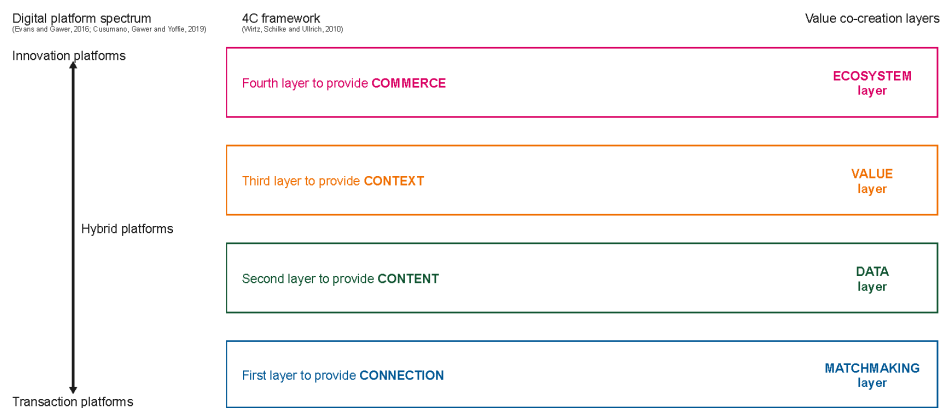 Digital platform spectrum
(Evans and Gawer, 2016; Cusumano, Gawer and Yoffie, 2019)
4C framework
(Wirtz, Schilke and Ullrich, 2010)
Value co-creation layers
Innovation platforms
Hybrid platforms
Transaction platforms
Fourth layer to provide COMMERCE
ECOSYSTEM
layer
Third layer to provide CONTEXT
VALUE
layer
Second layer to provide CONTENT
DATA
layer
First layer to provide CONNECTION
MATCHMAKING
layer